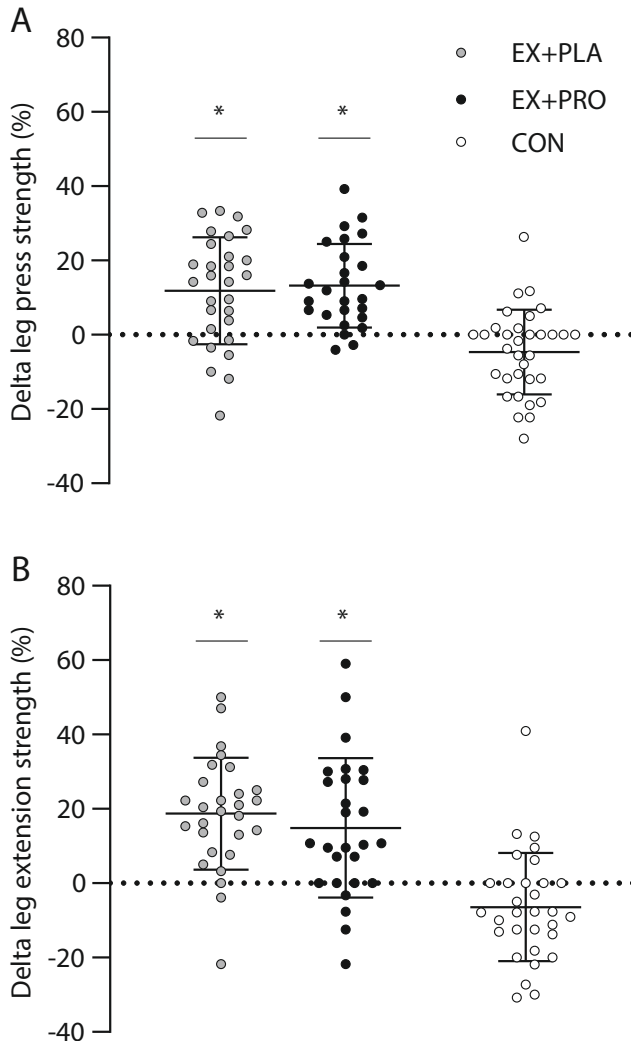 A
80
60
40
20
0
-20
-40
Delta leg press strength (%)
*
*
EX+PLA
EX+PRO
CON
B
80
60
40
20
0
-20
-40
Delta leg extension strength (%)
*
*